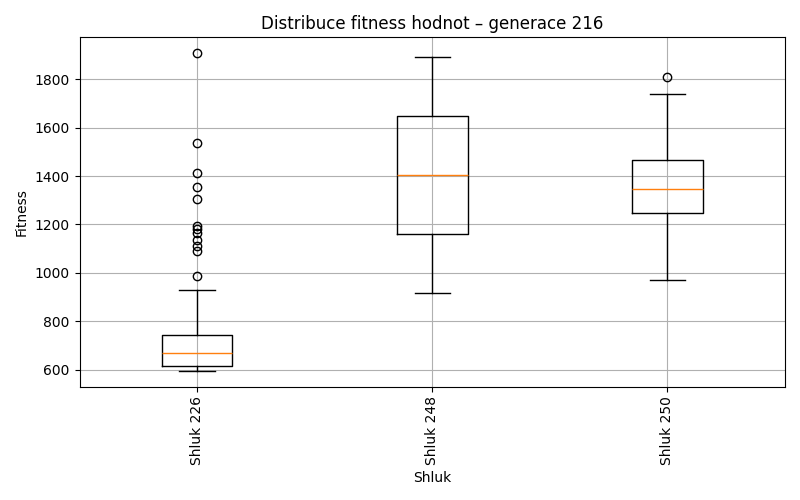 Distribuce fitness hodnot – generace 216
Fitness
1800
1600
1400
1200
1000
800
600
Shluk 226
Shluk 248
Shluk 250
Shluk